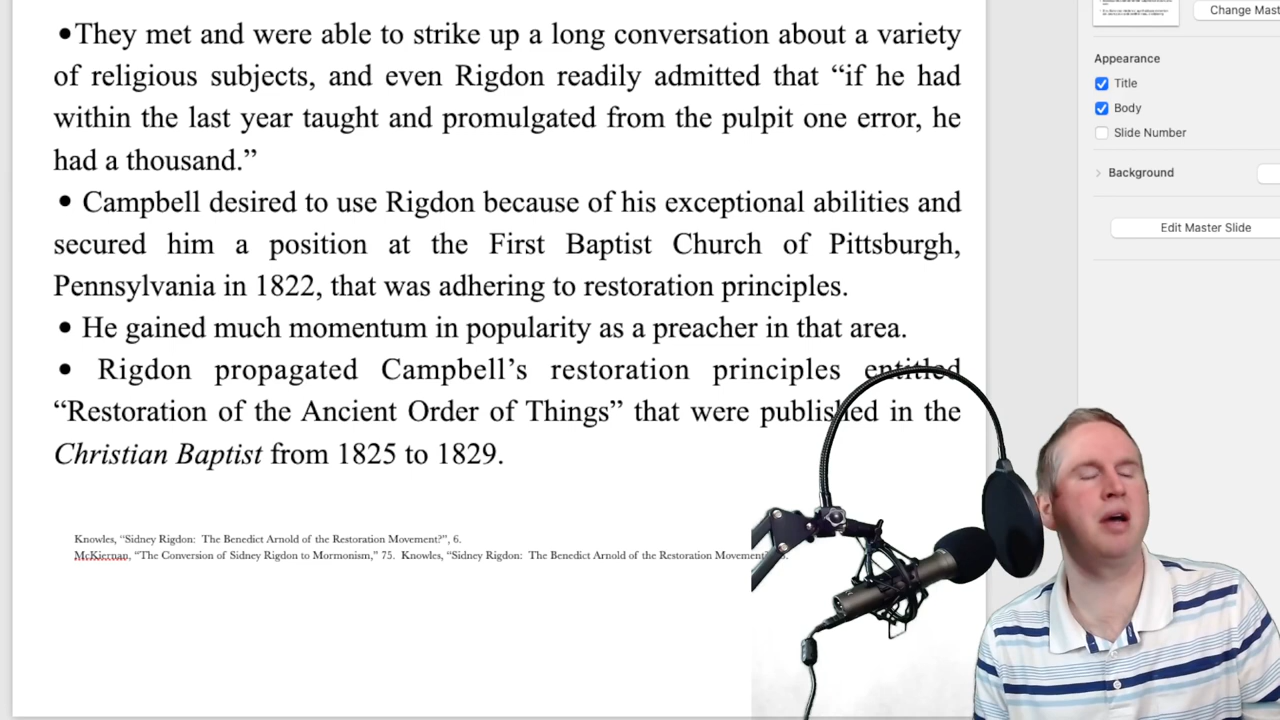 •They met and were able to strike up a long conversation about a variety
of religious subjects, and even Rigdon readily admitted that “if he had
within the last year taught and promulgated from the pulpit one error, he
had a thousand.”
• Campbell desired to use Rigdon because of his exceptional abilities and
secured him a position at the First Baptist Church of Pittsburgh,
Pennsylvania in 1822, that was adhering to restoration principles.
• He gained much momentum in popularity as a preacher in that area.
• Rigdon propagated Campbell’s restoration principles entitled
“Restoration of the Ancient Order of Things” that were published in the
Christian Baptist from 1825 to 1829.
Knowles, “Sidney Rigdon: The Benedict Arnold of the Restoration Movement?”, 6.
McKiernan, “The Conversion of Sidney Rigdon to Mormonism,” 75. Knowles, “Sidney Rigdon: The Benedict Arnold of the Restoration Movement
Change Mast
Appearance
Title
Body
Slide Number
Background
Edit Master Slide